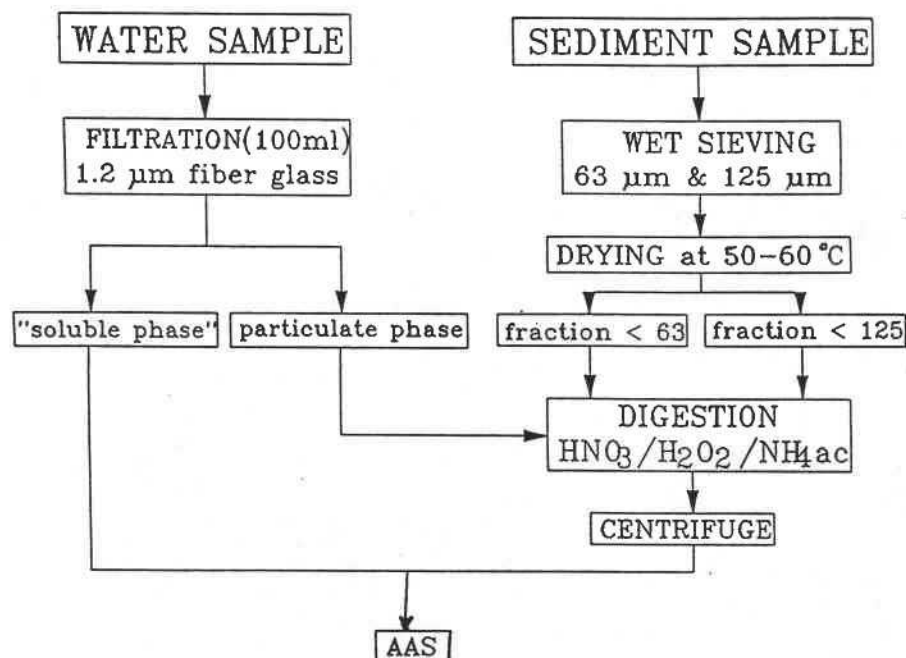 WATER SAMPLE
SEDIMENT SAMPLE
FILTRATION(100ml)
1.2 µm fiber glass
WET SIEVING
63 µm & 125 µm
DRYING at 50-60 °C
"soluble phase"
particulate phase
fraction < 63
fraction < 125
DIGESTION
HNO3/H2O2/NH4ac
CENTRIFUGE
AAS